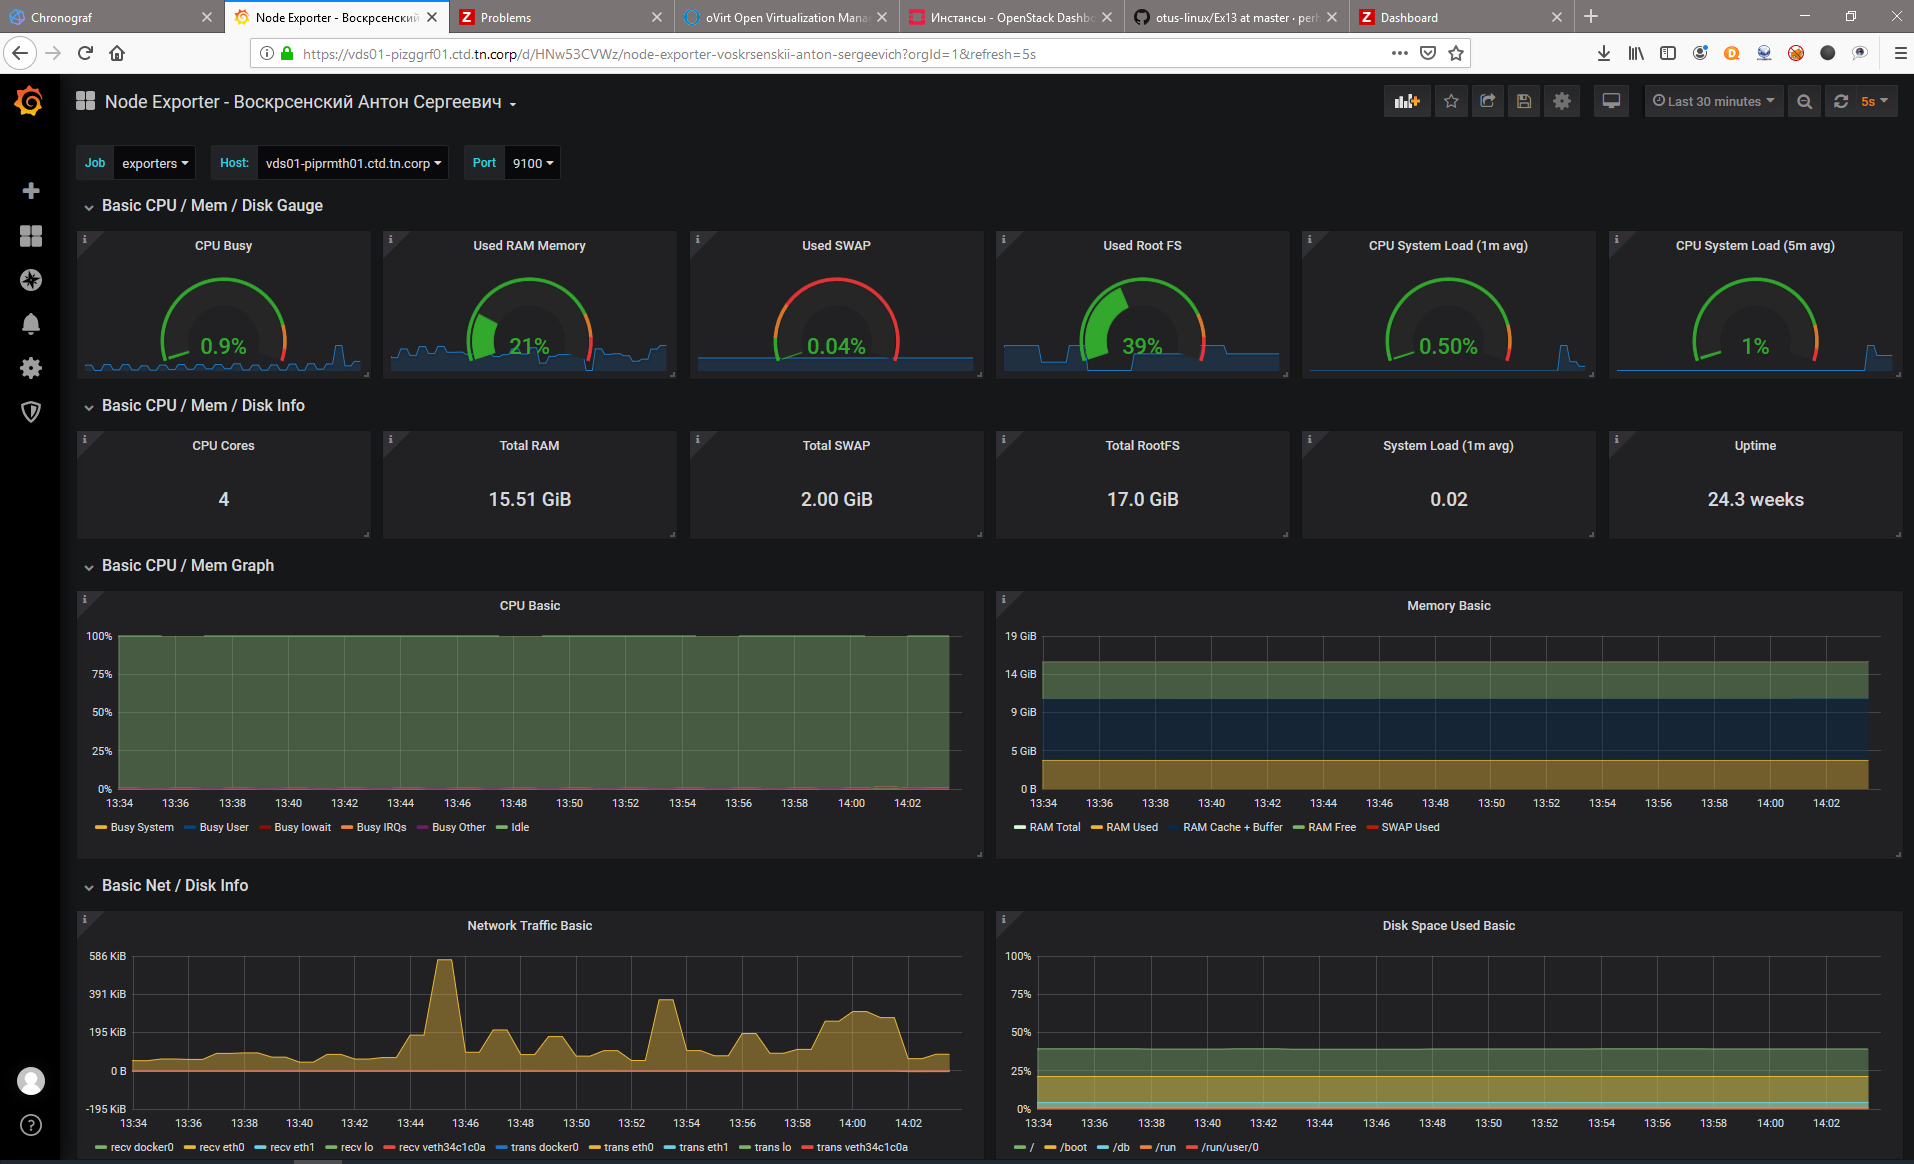 Chronograf
Node Exporter - Воскрсенский
Problems
oVirt Open Virtualization Mana
Инстансы - OpenStack Dashbo
otus-linux/Ex13 at master · perh
Dashboard
https://vds01-pizggrf01.ctd.tn.corp/d/HNw53CVWz/node-exporter-voskrsenskii-anton-sergeevich?orgId=1&refresh=5s
Node Exporter - Воскрсенский Антон Сергеевич
Last 30 minutes
5s
Job exporters Host: vds01-piprmth01.ctd.tn.corp Port 9100
Basic CPU / Mem / Disk Gauge
CPU Busy
0.9%
Used RAM Memory
21%
Used SWAP
0.04%
Used Root FS
39%
CPU System Load (1m avg)
0.50%
CPU System Load (5m avg)
1%
Basic CPU / Mem / Disk Info
CPU Cores
4
Total RAM
15.51 GiB
Total SWAP
2.00 GiB
Total RootFS
17.0 GiB
System Load (1m avg)
0.02
Uptime
24.3 weeks
Basic CPU / Mem Graph
CPU Basic
100%
75%
50%
25%
0%
13:34 13:36 13:38 13:40 13:42 13:44 13:46 13:48 13:50 13:52 13:54 13:56 13:58 14:00 14:02
Busy System Busy User Busy Iowait Busy IRQs Busy Other Idle
Memory Basic
19 GiB
14 GiB
9 GiB
5 GiB
0 B
13:34 13:36 13:38 13:40 13:42 13:44 13:46 13:48 13:50 13:52 13:54 13:56 13:58 14:00 14:02
RAM Total RAM Used RAM Cache + Buffer RAM Free SWAP Used
Basic Net / Disk Info
Network Traffic Basic
586 KiB
391 KiB
195 KiB
0 B
-195 KiB
13:34 13:36 13:38 13:40 13:42 13:44 13:46 13:48 13:50 13:52 13:54 13:56 13:58 14:00 14:02
recv docker0 recv eth0 recv eth1 recv lo recv veth34c1c0a trans docker0 trans eth0 trans eth1 trans lo trans veth34c1c0a
Disk Space Used Basic
100%
75%
50%
25%
0%
13:34 13:36 13:38 13:40 13:42 13:44 13:46 13:48 13:50 13:52 13:54 13:56 13:58 14:00 14:02
/ /boot /db /run /run/user/0